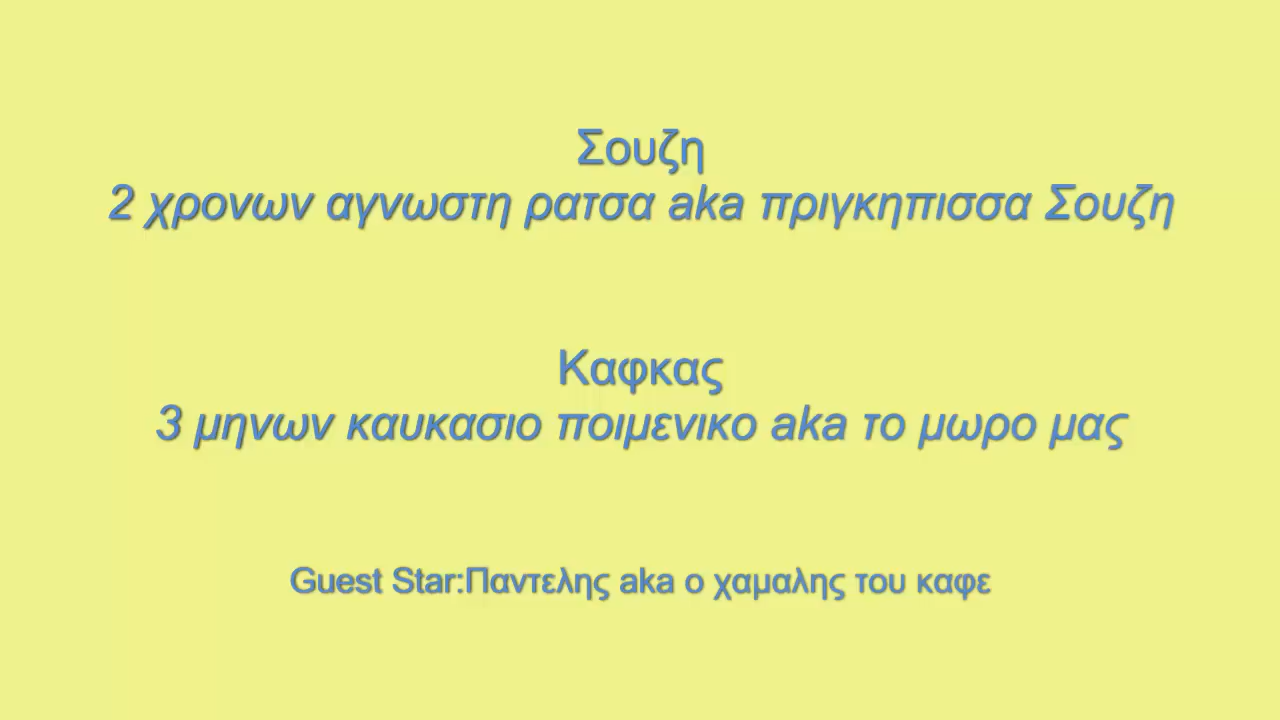 Σουζη
2 χρονων αγνωστη ρατσα aka πριγκηπισσα Σουζη
Καφκας
3 μηνων καυκασιο ποιμενικο aka το μωρο μας
Guest Star:Παντελης aka ο χαμαλης του καφε